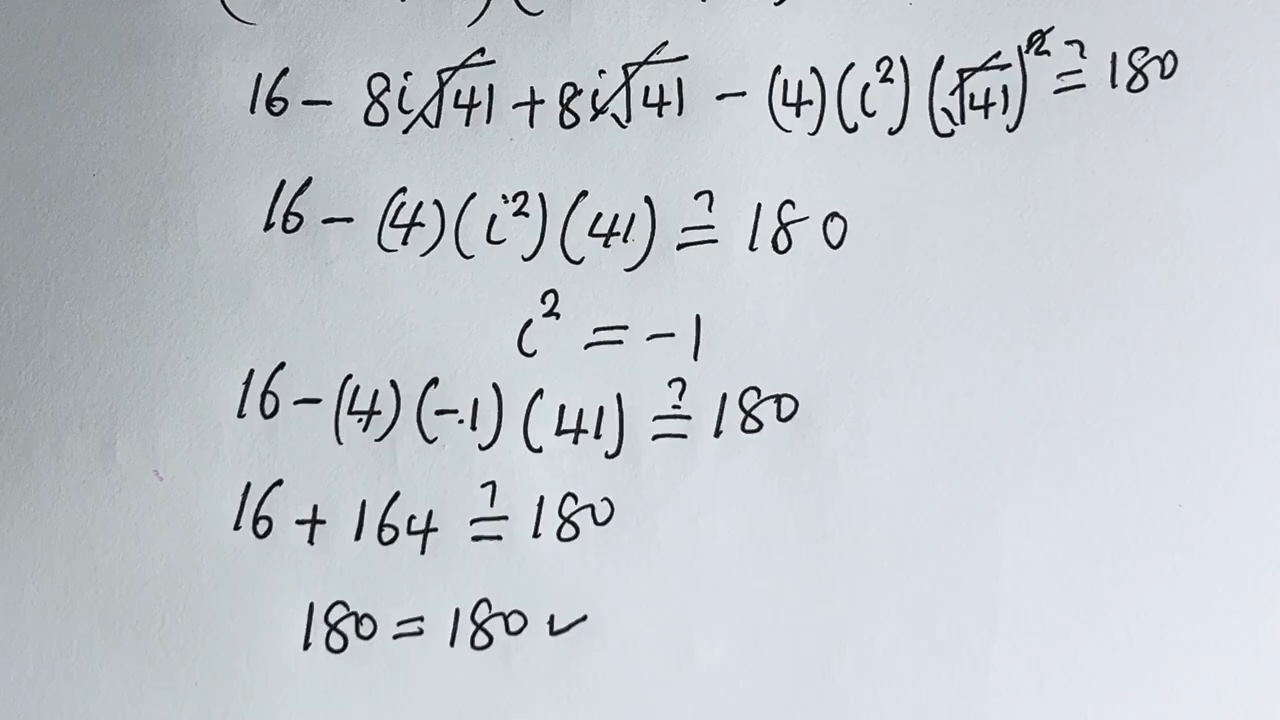 16 - 8i√41 + 8i√41 - (4)(i²)(√41)² ≟ 180
16 - (4)(i²)(41) ≟ 180
i² = -1
16 - (4)(-1)(41) ≟ 180
16 + 164 ≟ 180
180 = 180 ✓